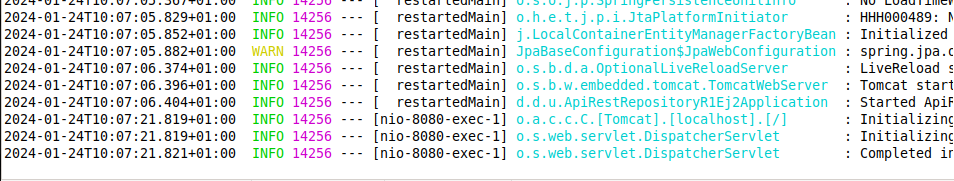 2024-01-24T10:07:05.367+01:00 INFO 14256 --- [ restartedMain] o.s.o.j.p.SpringPersistenceUnitInfo : No LoadTimeW
2024-01-24T10:07:05.829+01:00 INFO 14256 --- [ restartedMain] o.h.e.t.j.p.i.JtaPlatformInitiator : HHH000489: N
2024-01-24T10:07:05.852+01:00 INFO 14256 --- [ restartedMain] j.LocalContainerEntityManagerFactoryBean : Initialized
2024-01-24T10:07:05.882+01:00 WARN 14256 --- [ restartedMain] JpaBaseConfiguration$JpaWebConfiguration : spring.jpa.o
2024-01-24T10:07:06.374+01:00 INFO 14256 --- [ restartedMain] o.s.b.d.a.OptionalLiveReloadServer : LiveReload s
2024-01-24T10:07:06.396+01:00 INFO 14256 --- [ restartedMain] o.s.b.w.embedded.tomcat.TomcatWebServer : Tomcat start
2024-01-24T10:07:06.404+01:00 INFO 14256 --- [ restartedMain] d.d.u.ApiRestRepositoryR1Ej2Application : Started ApiR
2024-01-24T10:07:21.819+01:00 INFO 14256 --- [nio-8080-exec-1] o.a.c.c.C.[Tomcat].[localhost].[/] : Initializing
2024-01-24T10:07:21.819+01:00 INFO 14256 --- [nio-8080-exec-1] o.s.web.servlet.DispatcherServlet : Initializing
2024-01-24T10:07:21.821+01:00 INFO 14256 --- [nio-8080-exec-1] o.s.web.servlet.DispatcherServlet : Completed in